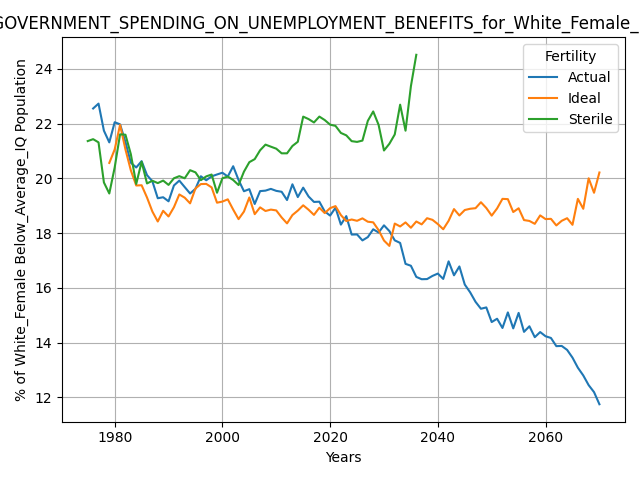 GOVERNMENT_SPENDING_ON_UNEMPLOYMENT_BENEFITS_for_White_Female_
24
22
20
18
16
14
12
% of White_Female Below_Average_IQ Population
Fertility
Actual
Ideal
Sterile
1980 2000 2020 2040 2060
Years